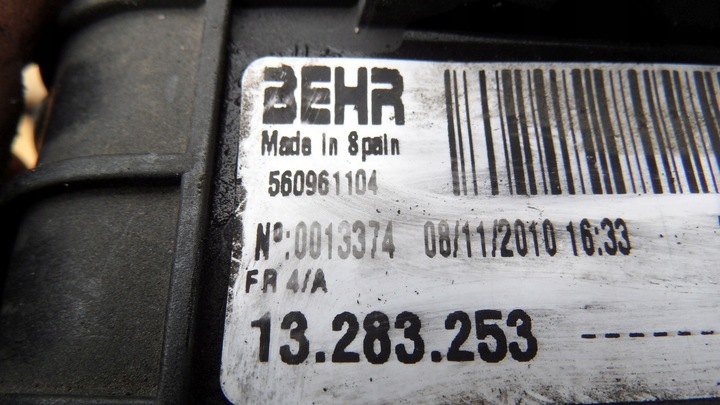 BEHR
Made in Spain
560961104
Nº:0013374 08/11/2010 16:33
FR 4/A
13.283.253 ------